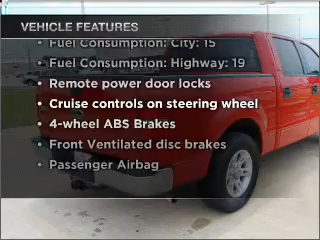 VEHICLE FEATURES
• Fuel Consumption: City: 15
• Fuel Consumption: Highway: 19
• Remote power door locks
• Cruise controls on steering wheel
• 4-wheel ABS Brakes
• Front Ventilated disc brakes
• Passenger Airbag